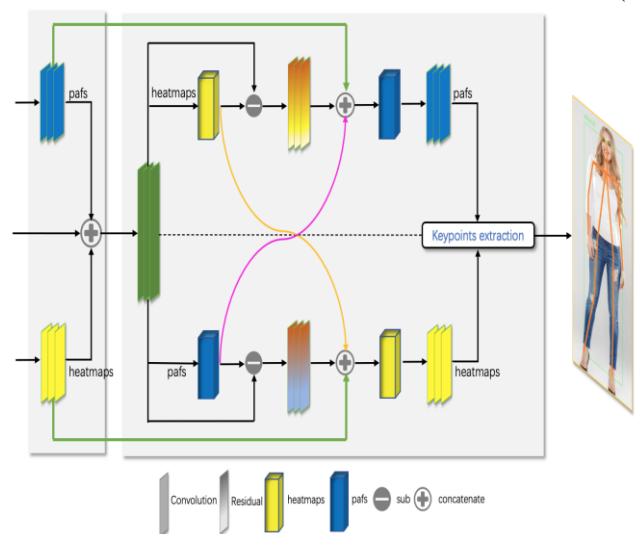 pafs
heatmaps
heatmaps
pafs
Keypoints extraction
pafs
heatmaps
Convolution
Residual
heatmaps
pafs
sub
concatenate